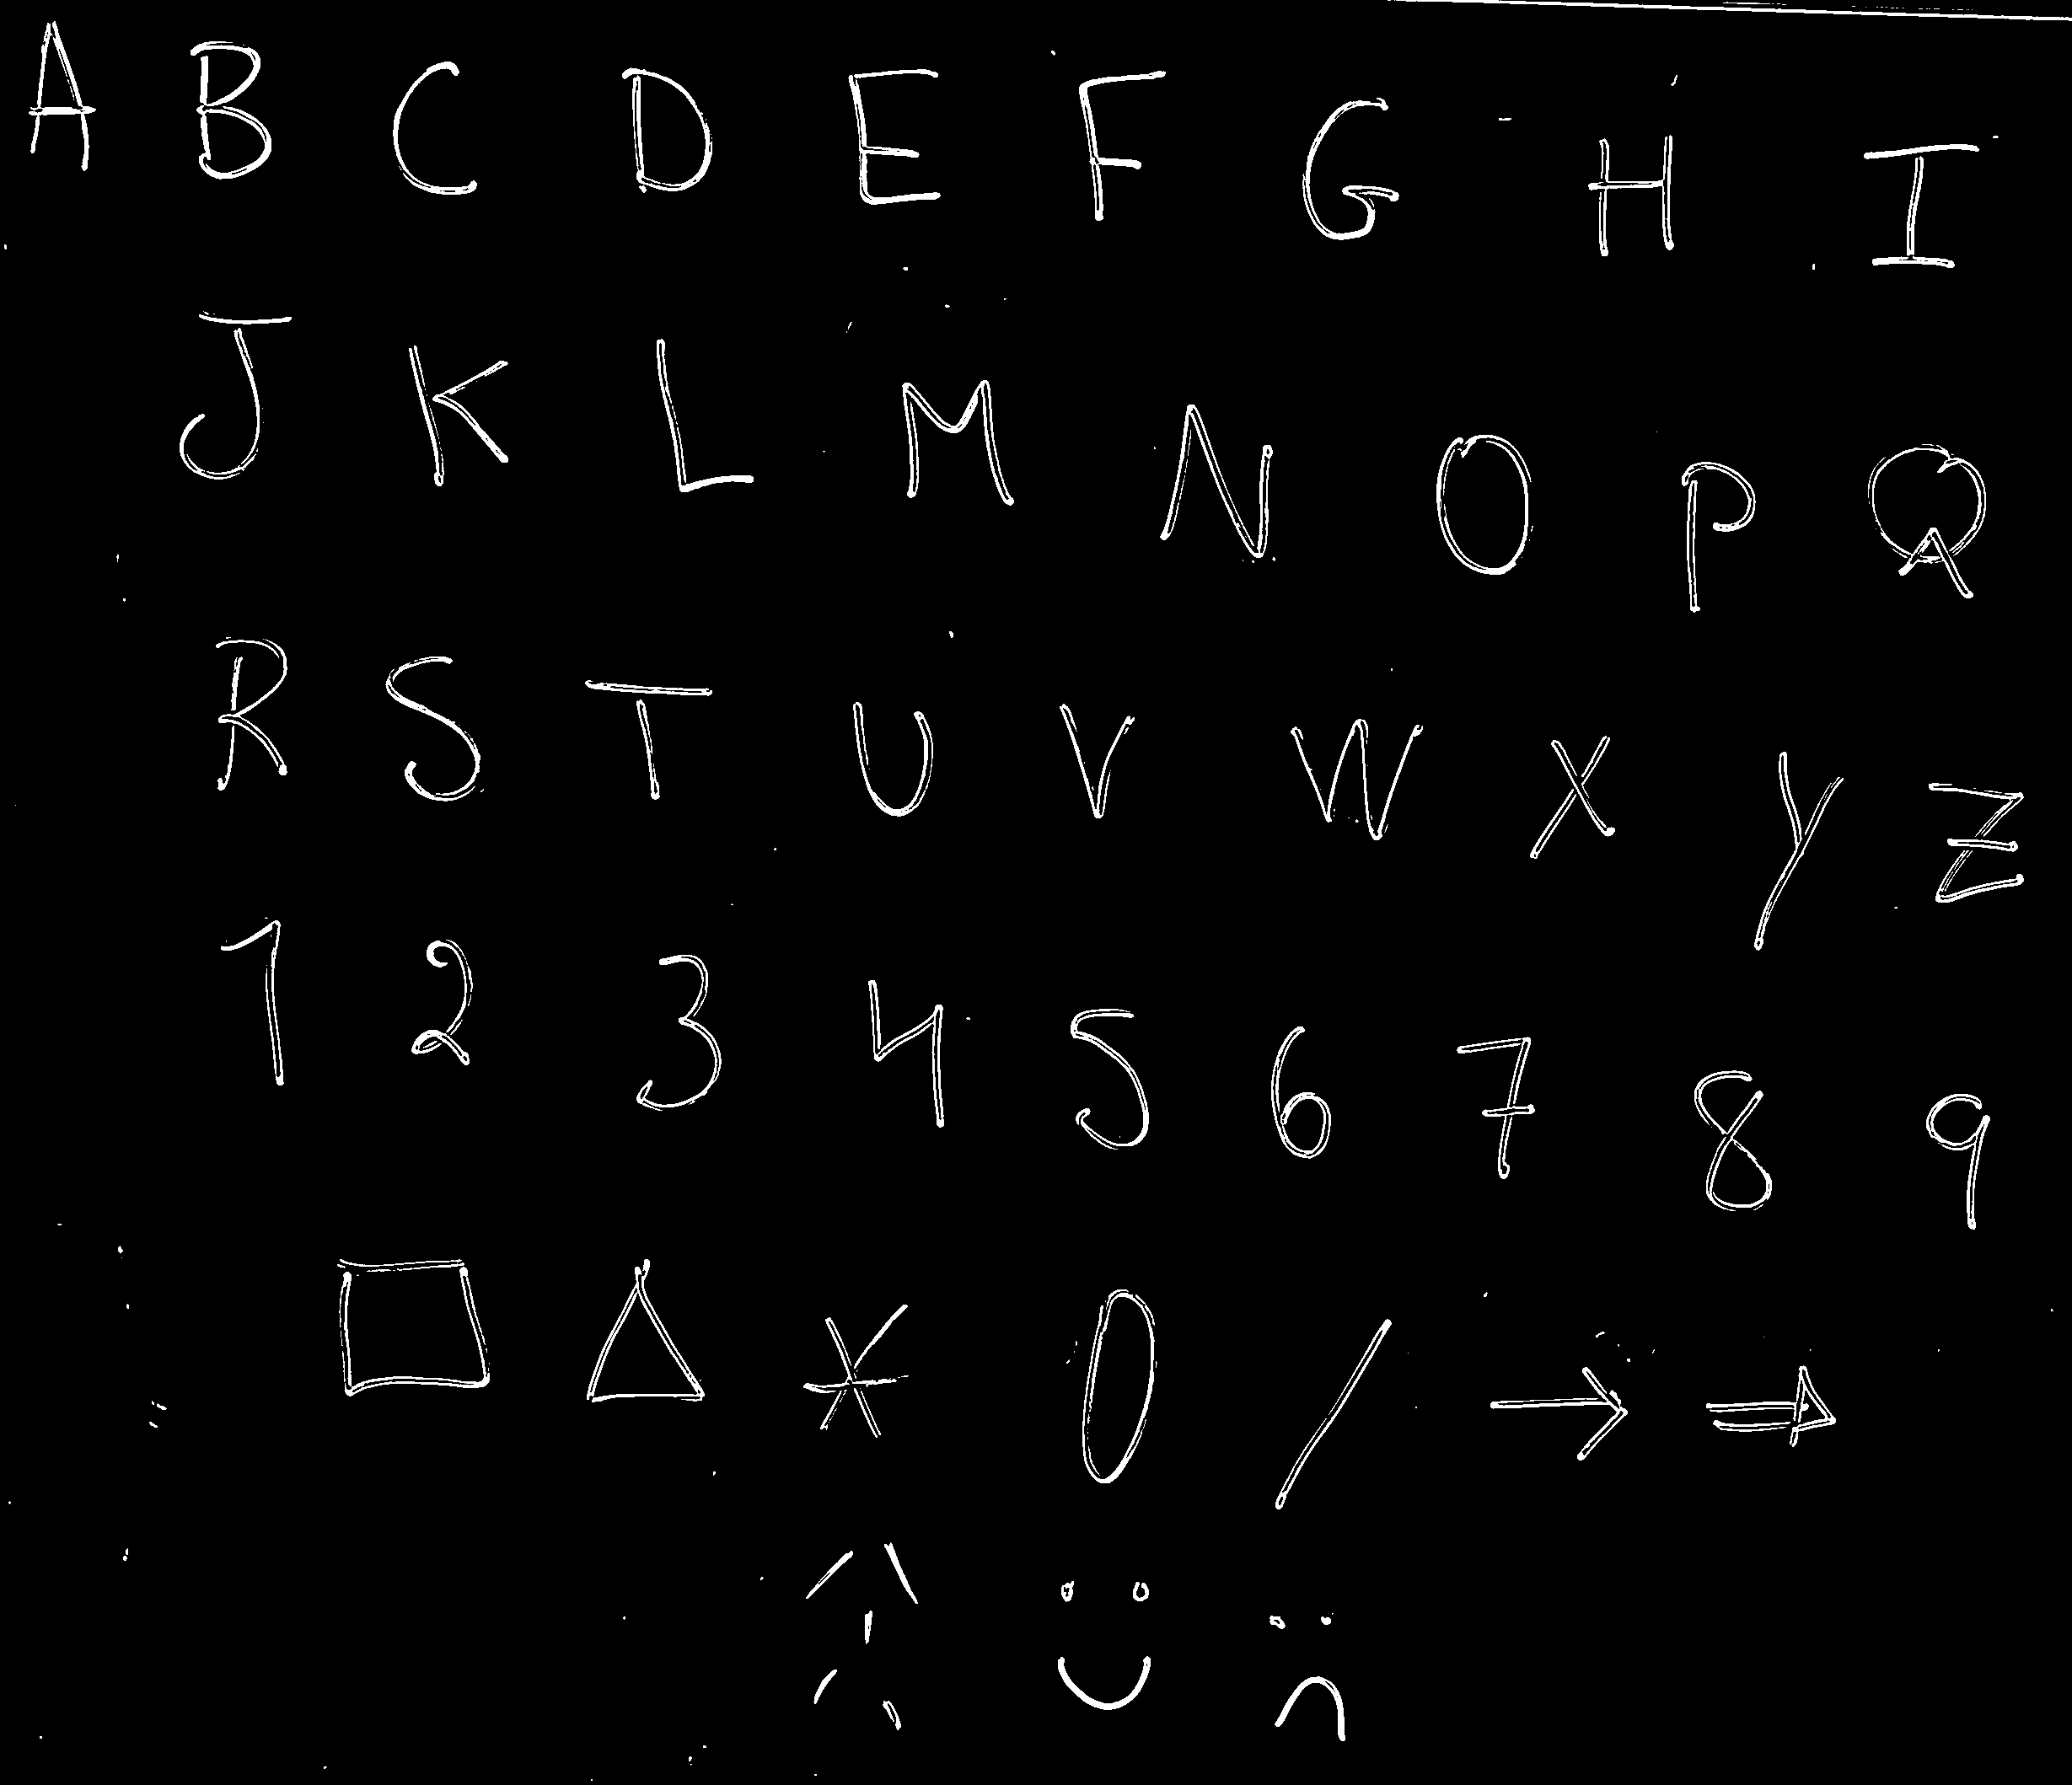 A B C D E F G H I
J K L M N O P Q
R S T U V W X Y Z
1 2 3 4 5 6 7 8 9
□ △ * 0 / → ⇒